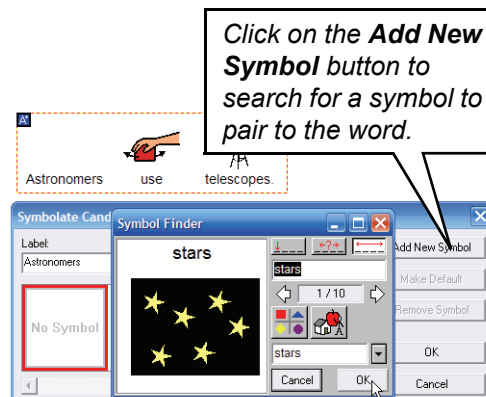 Click on the Add New
Symbol button to
search for a symbol to
pair to the word.
A
Astronomers use telescopes.
Symbolate Cand
Symbol Finder
Label:
Astronomers
No Symbol
stars
stars
1/10
stars
Cancel OK
Add New Symbol
Make Default
Remove Symbol
OK
Cancel